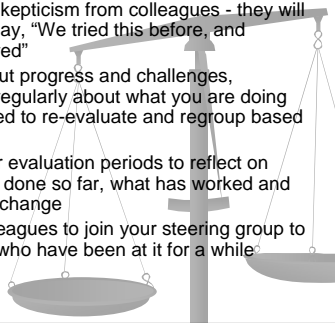 kepticism from colleagues - they will
ay, “We tried this before, and
ed”
ut progress and challenges,
egularly about what you are doing
ed to re-evaluate and regroup based
r evaluation periods to reflect on
done so far, what has worked and
change
eagues to join your steering group to
who have been at it for a while